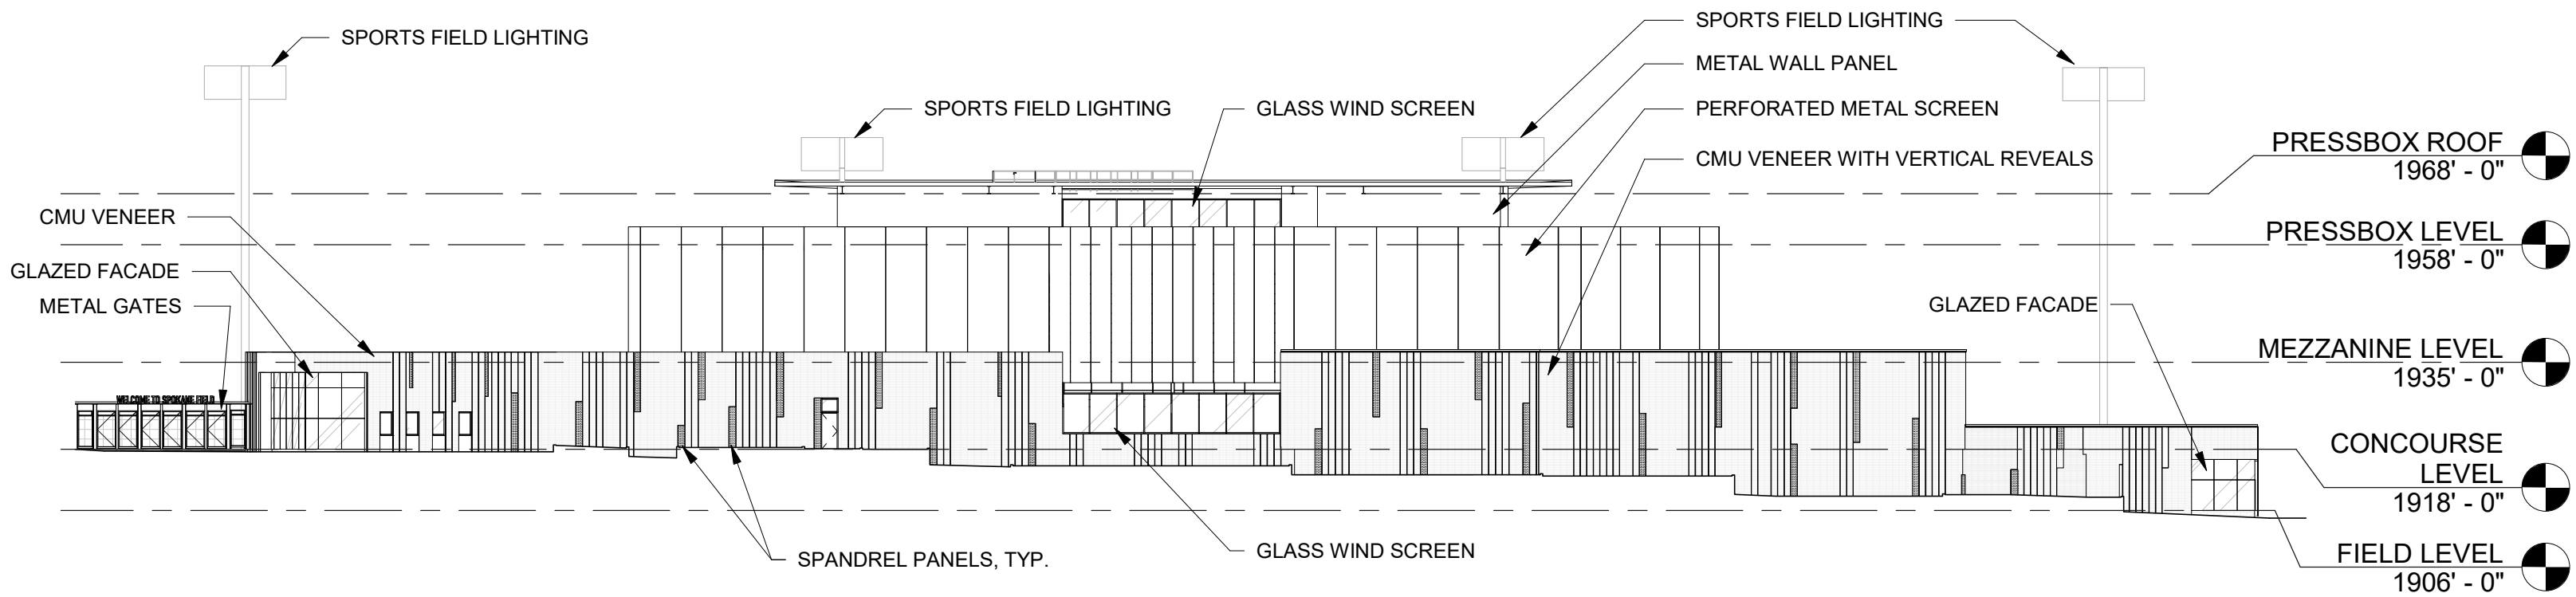 SPORTS FIELD LIGHTING
SPORTS FIELD LIGHTING
METAL WALL PANEL
SPORTS FIELD LIGHTING
GLASS WIND SCREEN
PERFORATED METAL SCREEN
CMU VENEER WITH VERTICAL REVEALS
PRESSBOX ROOF
1968' - 0"
CMU VENEER
PRESSBOX LEVEL
1958' - 0"
GLAZED FACADE
METAL GATES
GLAZED FACADE
MEZZANINE LEVEL
1935' - 0"
WELCOME TO SPOKANE FIELD
CONCOURSE
LEVEL
1918' - 0"
SPANDREL PANELS, TYP.
GLASS WIND SCREEN
FIELD LEVEL
1906' - 0"